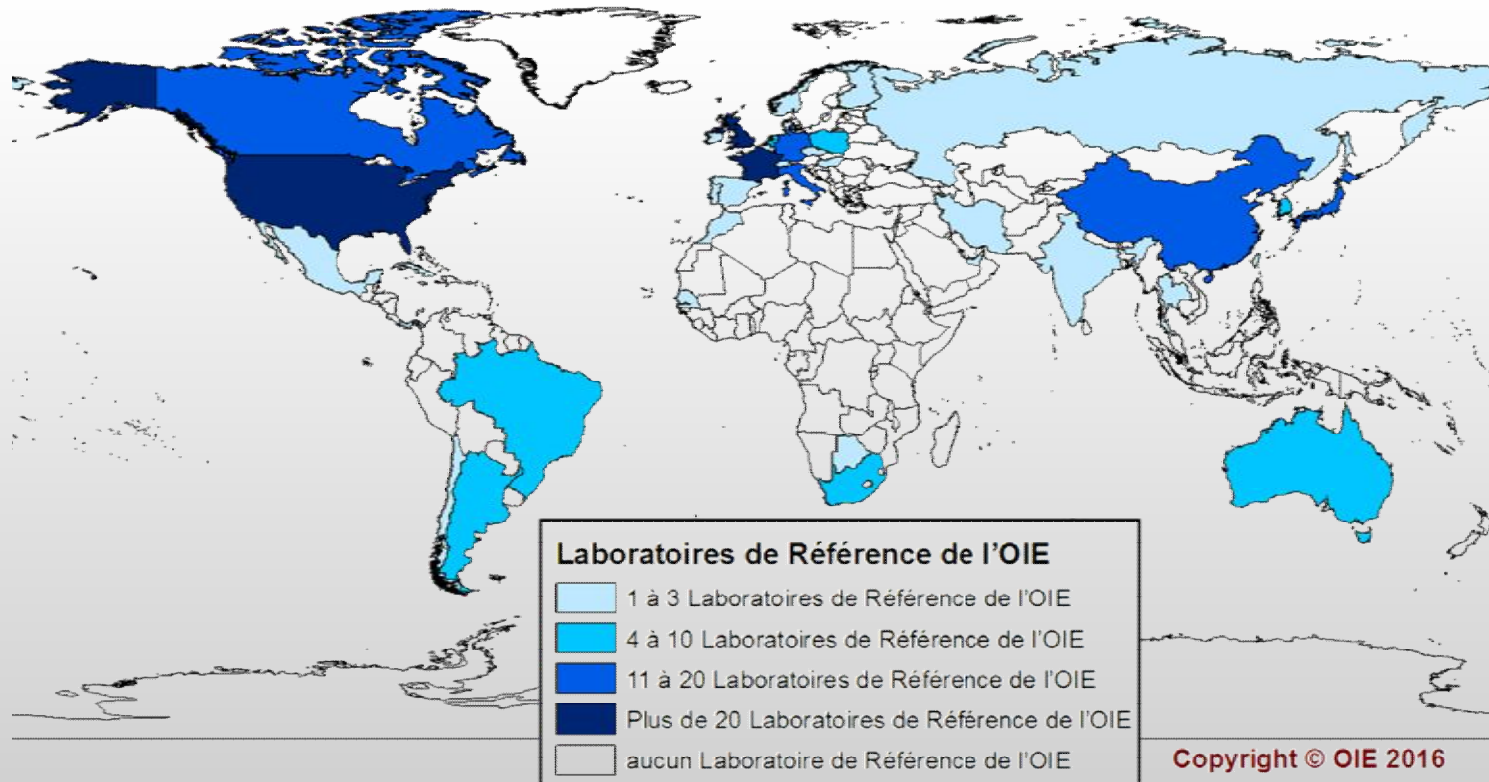 Laboratoires de Référence de l'OIE
1 à 3 Laboratoires de Référence de l'OIE
4 à 10 Laboratoires de Référence de l'OIE
11 à 20 Laboratoires de Référence de l'OIE
Plus de 20 Laboratoires de Référence de l'OIE
aucun Laboratoire de Référence de l'OIE
Copyright © OIE 2016